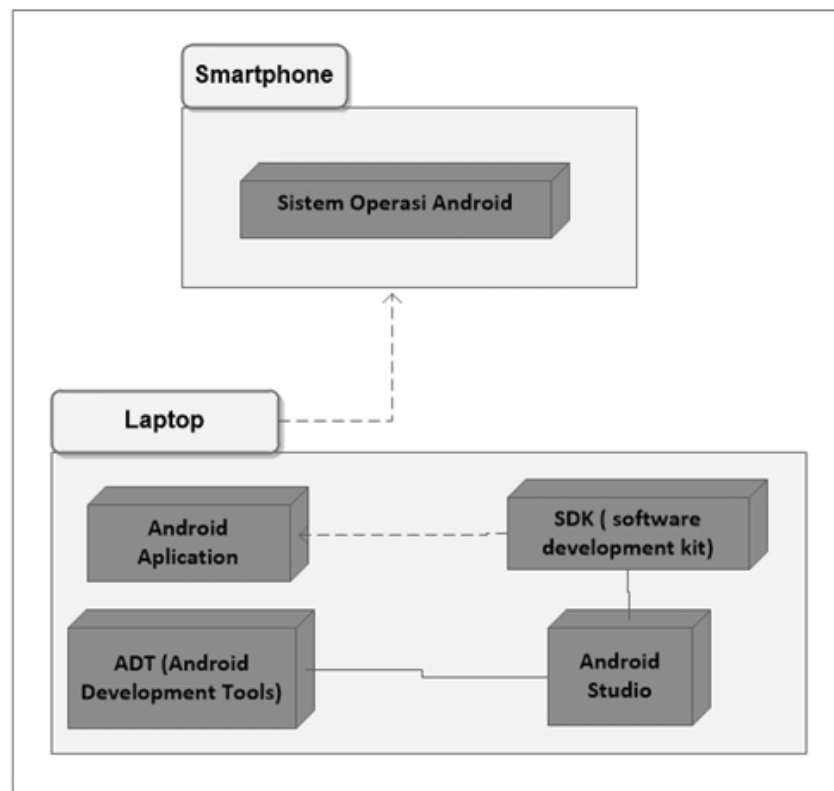 Smartphone
Sistem Operasi Android
Laptop
Android
Aplication
SDK ( software
development kit)
ADT (Android
Development Tools)
Android
Studio